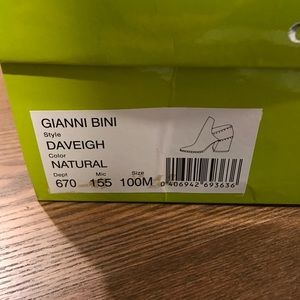 GIANNI BINI
Style
DAVEIGH
Color
NATURAL
Dept Mic Size
670 155 100M
0 406942 693636